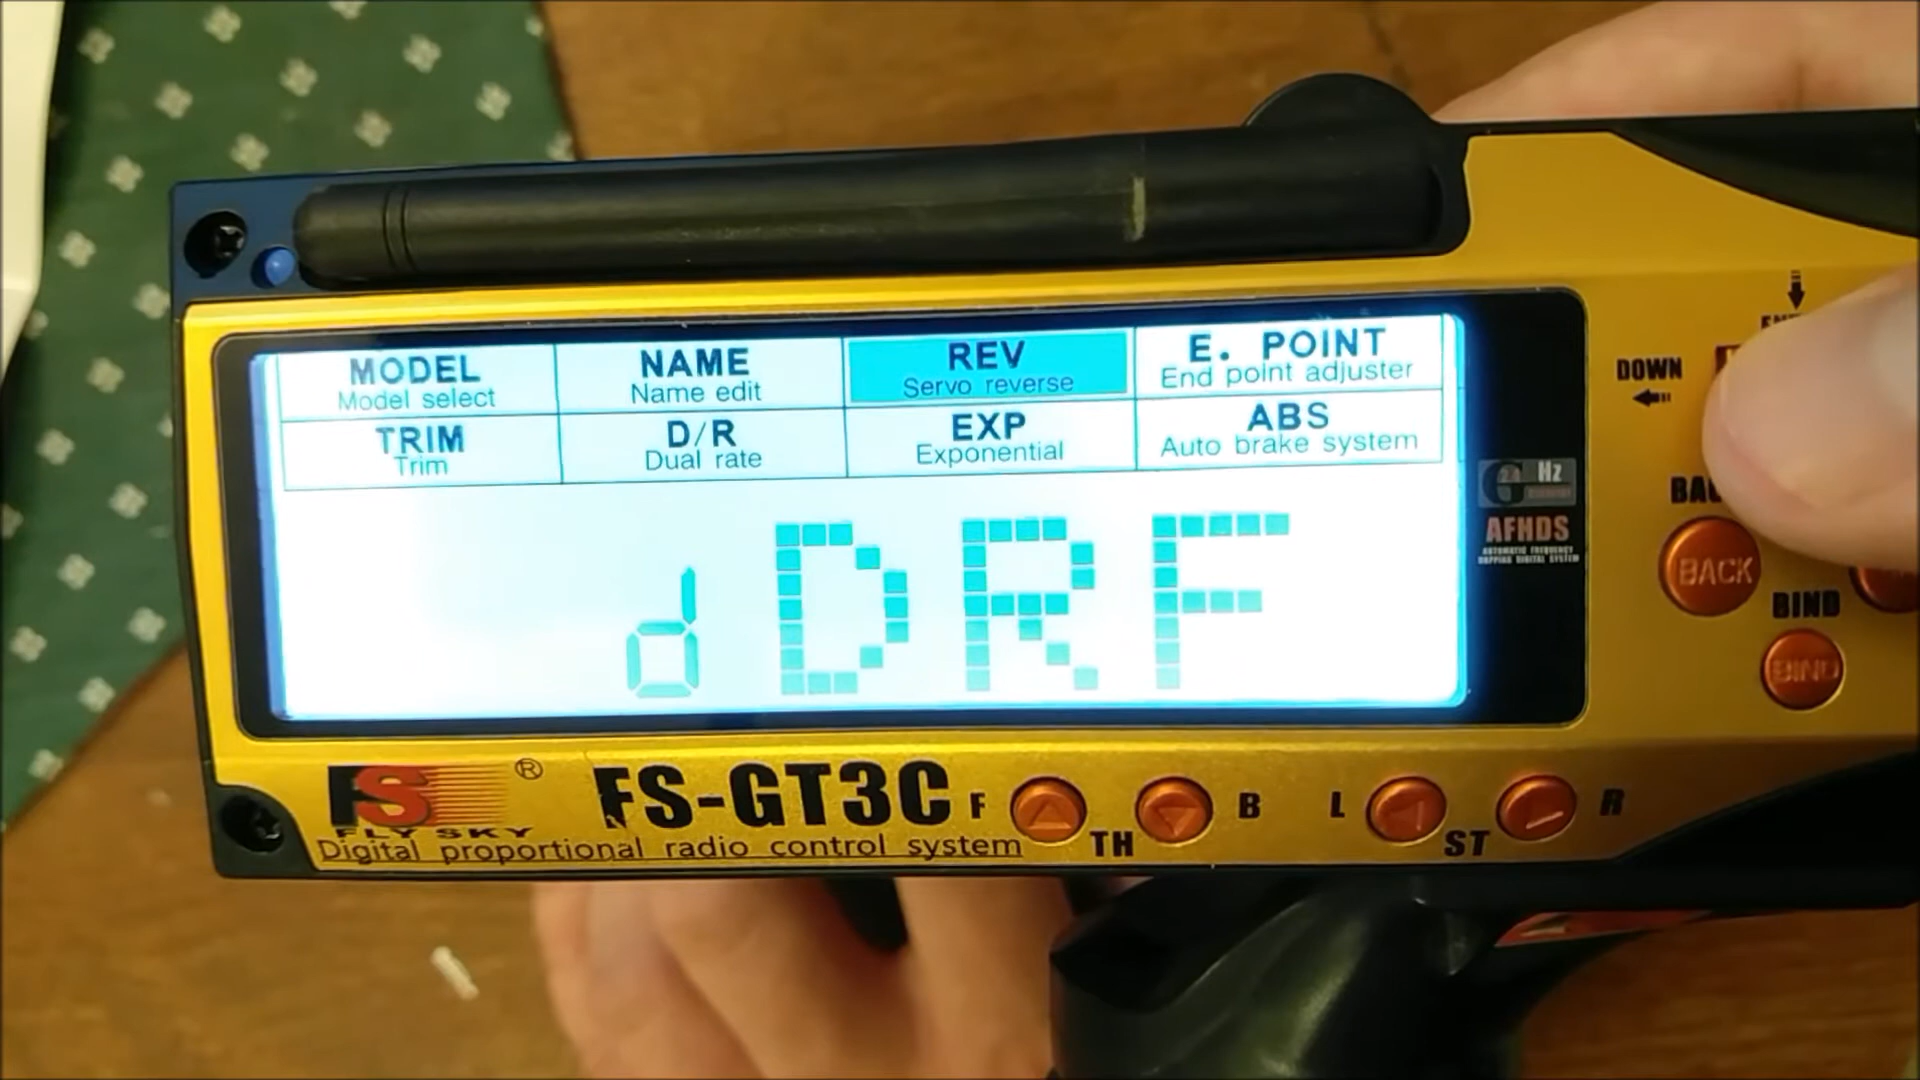 MODEL
Model select
NAME
Name edit
REV
Servo reverse
E. POINT
End point adjuster
TRIM
Trim
D/R
Dual rate
EXP
Exponential
ABS
Auto brake system
d DRF
Hz
AFHDS
DOWN
BACK
BIND
BIND
FS ®
FLY SKY
FS-GT3C
Digital proportional radio control system
F
TH
B
L
ST
R